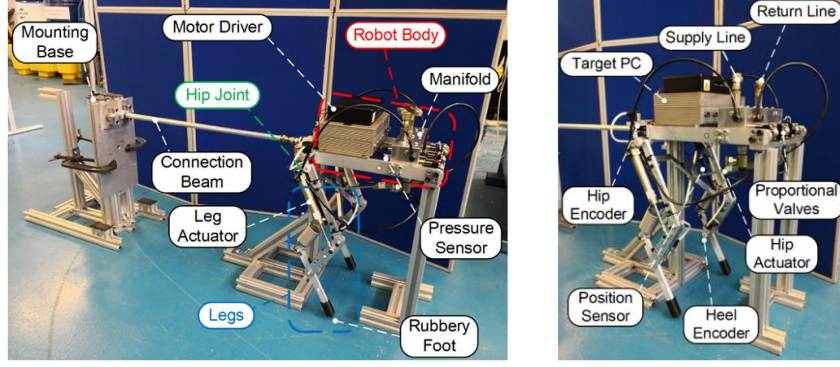 Mounting
Base
Motor Driver
Robot Body
Manifold
Hip Joint
Connection
Beam
Leg
Actuator
Pressure
Sensor
Legs
Rubbery
Foot
Return Line
Supply Line
Target PC
Hip
Encoder
Proportional
Valves
Hip
Actuator
Position
Sensor
Heel
Encoder